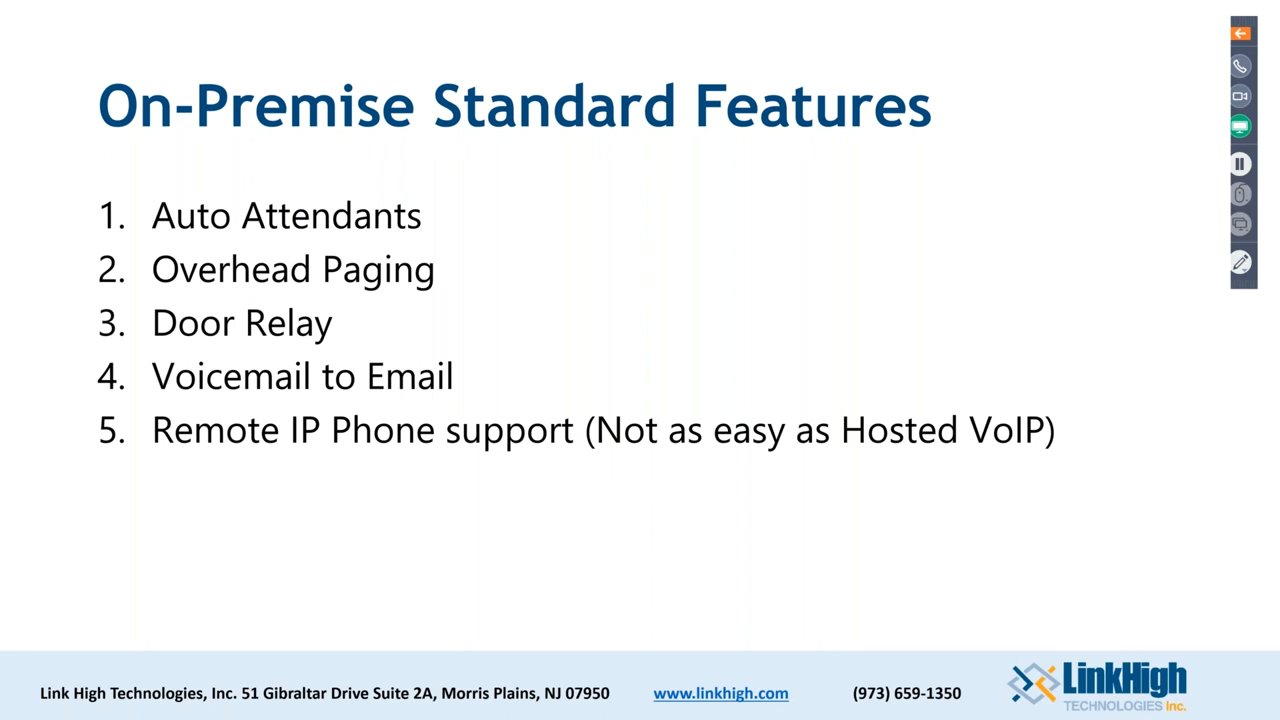 On-Premise Standard Features
1. Auto Attendants
2. Overhead Paging
3. Door Relay
4. Voicemail to Email
5. Remote IP Phone support (Not as easy as Hosted VoIP)
Link High Technologies, Inc. 51 Gibraltar Drive Suite 2A, Morris Plains, NJ 07950 www.linkhigh.com (973) 659-1350
LinkHigh
TECHNOLOGIES Inc.